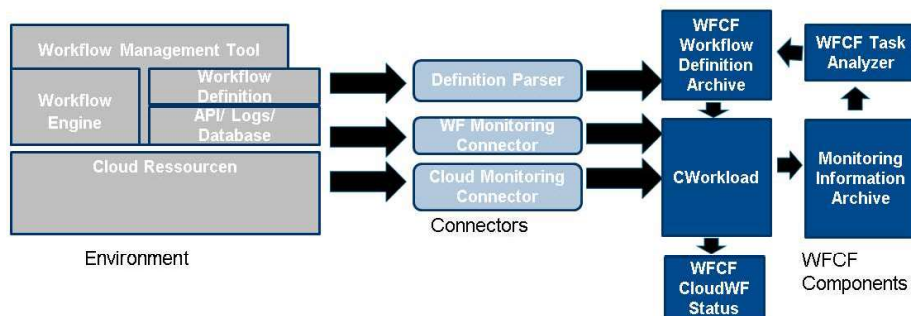 Workflow Management Tool
Workflow
Engine
Workflow
Definition
API/ Logs/
Database
Cloud Ressourcen
Environment
Definition Parser
WF Monitoring
Connector
Cloud Monitoring
Connector
Connectors
WFCF
Workflow
Definition
Archive
WFCF Task
Analyzer
CWorkload
Monitoring
Information
Archive
WFCF
CloudWF
Status
WFCF
Components